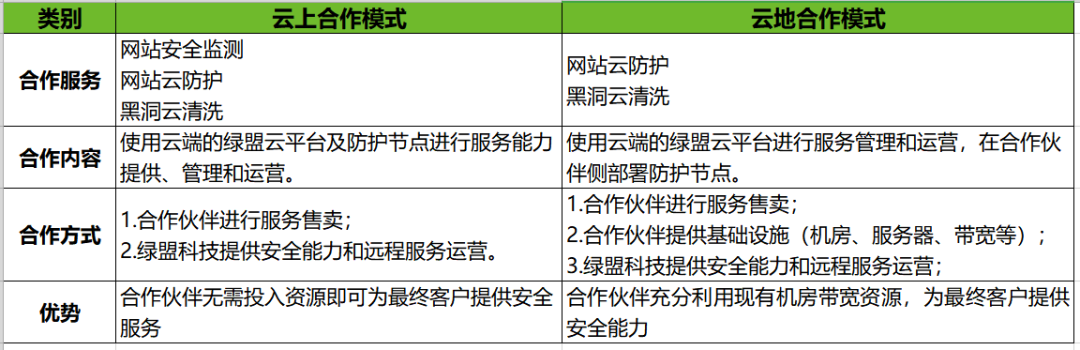 类别
云上合作模式
云地合作模式
合作服务
网站安全监测
网站云防护
黑洞云清洗
网站云防护
黑洞云清洗
合作内容
使用云端的绿盟云平台及防护节点进行服务能力
提供、管理和运营。
使用云端的绿盟云平台进行服务管理和运营，在合作伙
伴侧部署防护节点。
合作方式
1.合作伙伴进行服务售卖；
2.绿盟科技提供安全能力和远程服务运营。
1.合作伙伴进行服务售卖；
2.合作伙伴提供基础设施（机房、服务器、带宽等）；
3.绿盟科技提供安全能力和远程服务运营；
优势
合作伙伴无需投入资源即可为最终客户提供安全
服务
合作伙伴充分利用现有机房带宽资源，为最终客户提供
安全能力